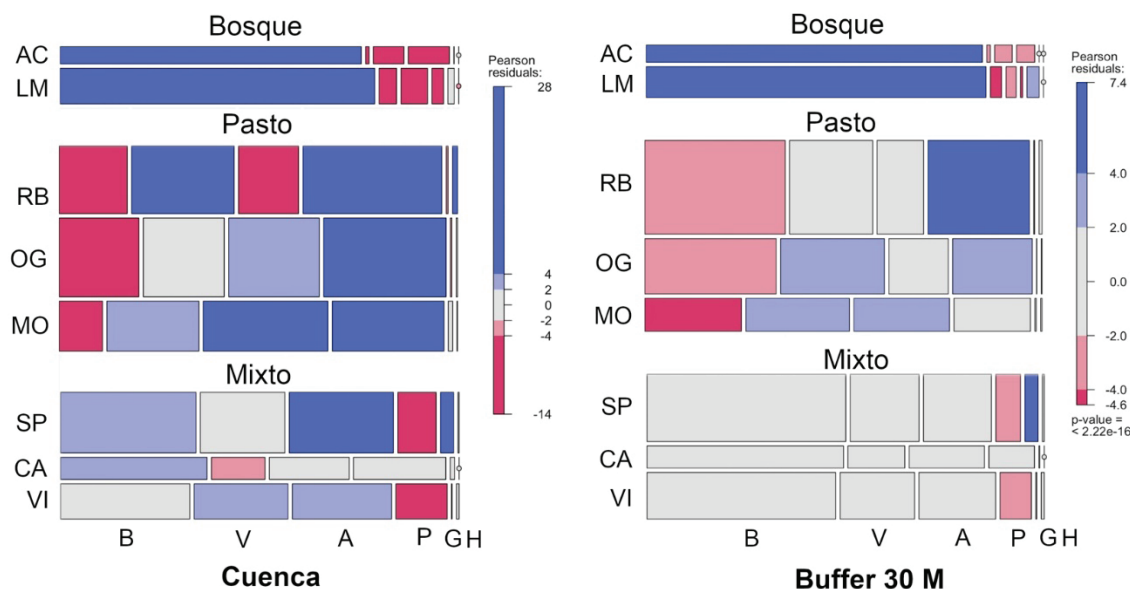 Bosque
AC
LM
Pasto
RB
OG
MO
Mixto
SP
CA
VI
B V A P G H
Cuenca
Pearson
residuals:
28
4
2
0
-2
-4
-14
Bosque
AC
LM
Pasto
RB
OG
MO
Mixto
SP
CA
VI
B V A P G H
Buffer 30 M
Pearson
residuals:
7.4
4.0
2.0
0.0
-2.0
-4.0
-4.6
p-value =
< 2.22e-16